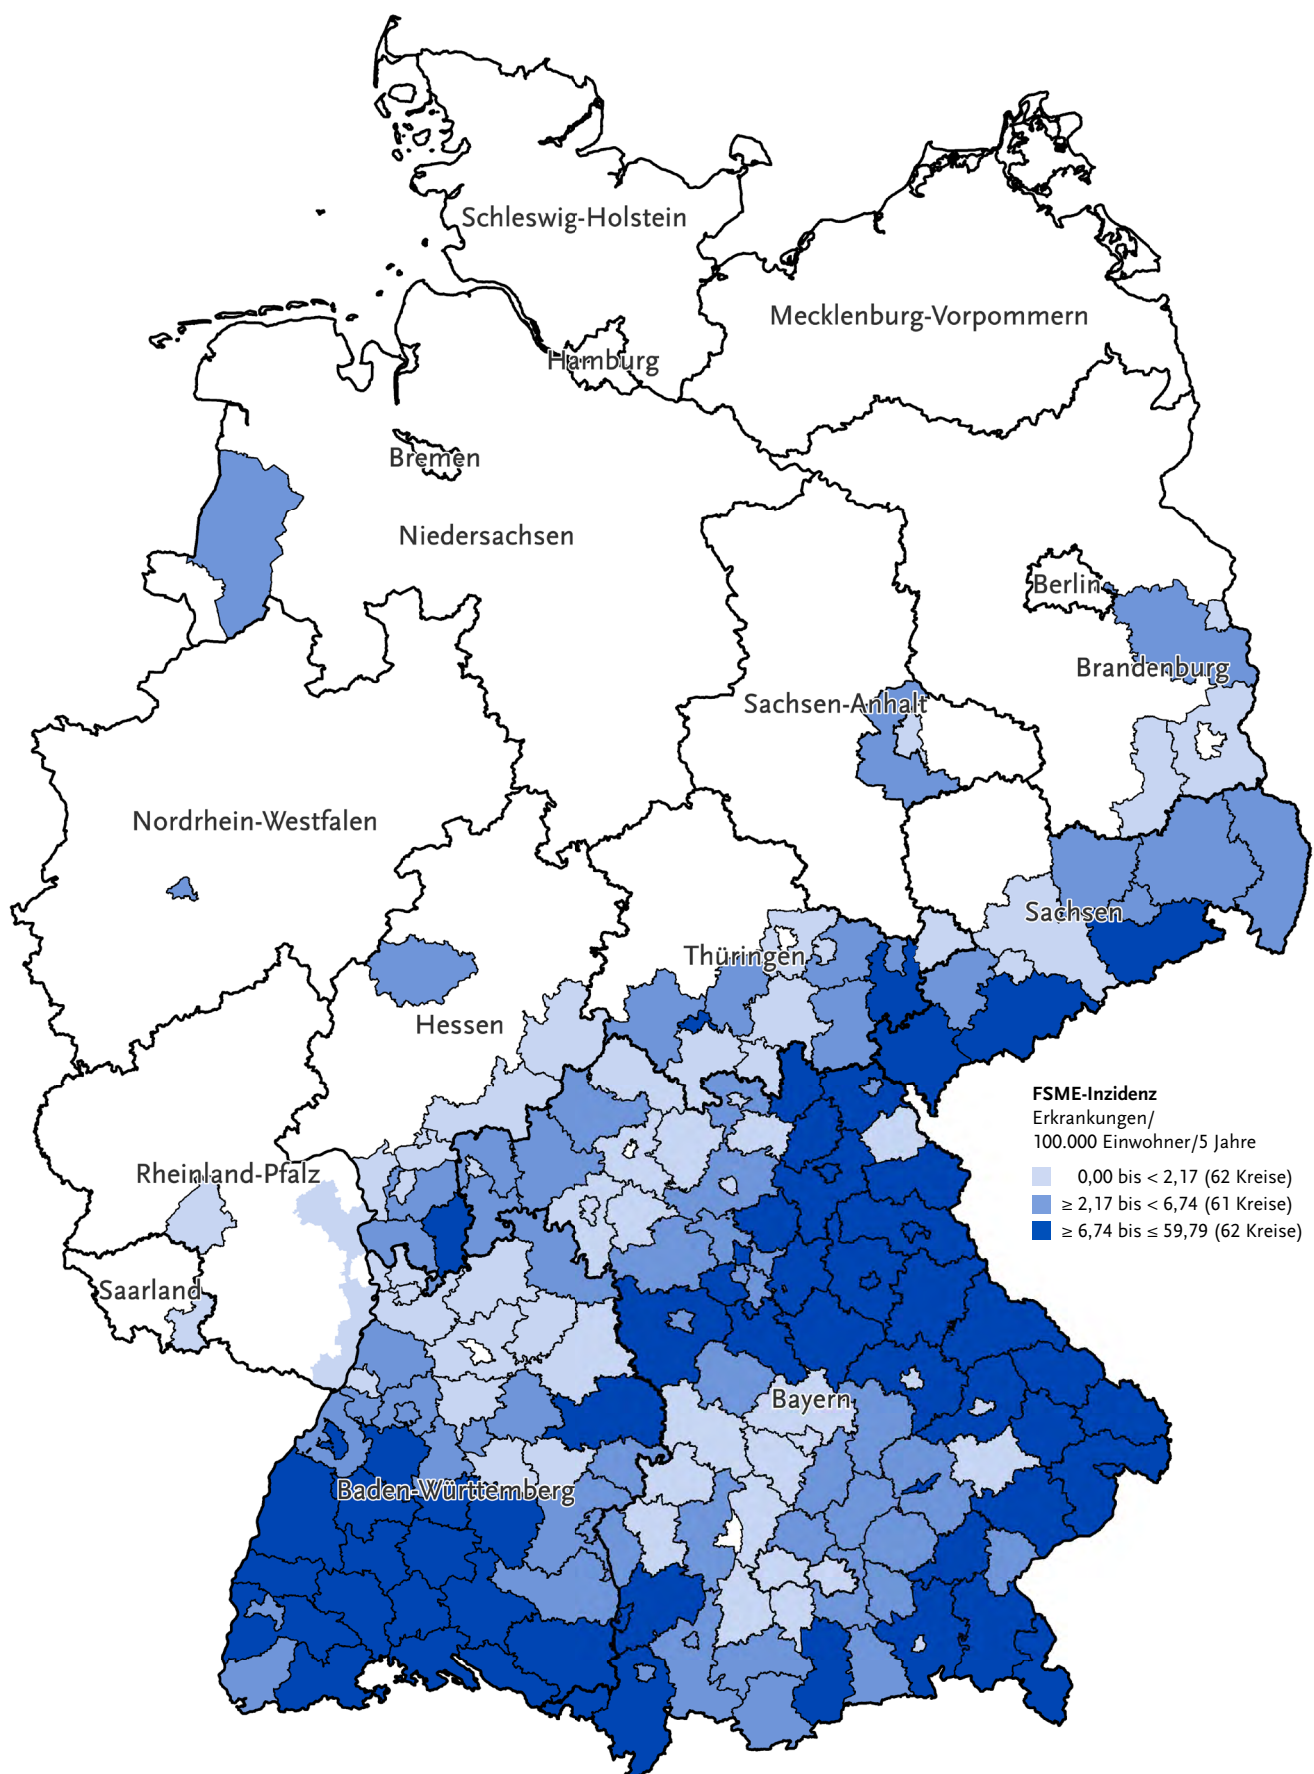 Schleswig-Holstein
Mecklenburg-Vorpommern
Hamburg
Bremen
Niedersachsen
Berlin
Brandenburg
Sachsen-Anhalt
Nordrhein-Westfalen
Sachsen
Thüringen
Hessen
FSME-Inzidenz
Erkrankungen/
100.000 Einwohner/5 Jahre
0,00 bis < 2,17 (62 Kreise)
≥ 2,17 bis < 6,74 (61 Kreise)
≥ 6,74 bis ≤ 59,79 (62 Kreise)
Rheinland-Pfalz
Saarland
Bayern
Baden-Württemberg